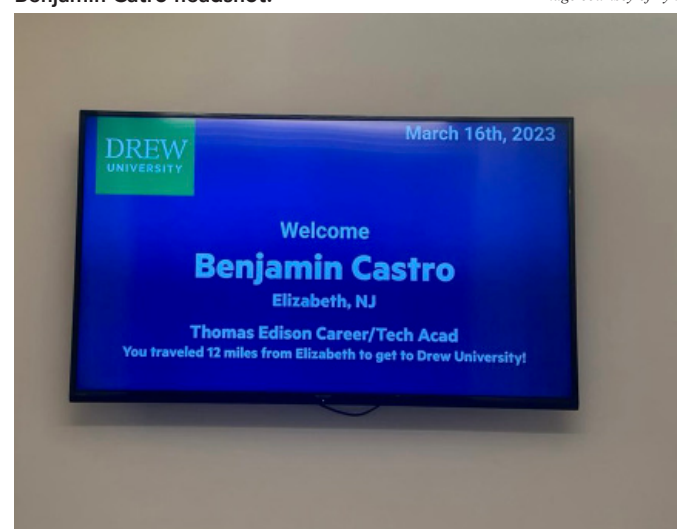 Benjamin Catro headshot.
DREW
UNIVERSITY
March 16th, 2023
Welcome
Benjamin Castro
Elizabeth, NJ
Thomas Edison Career/Tech Acad
You traveled 12 miles from Elizabeth to get to Drew University!